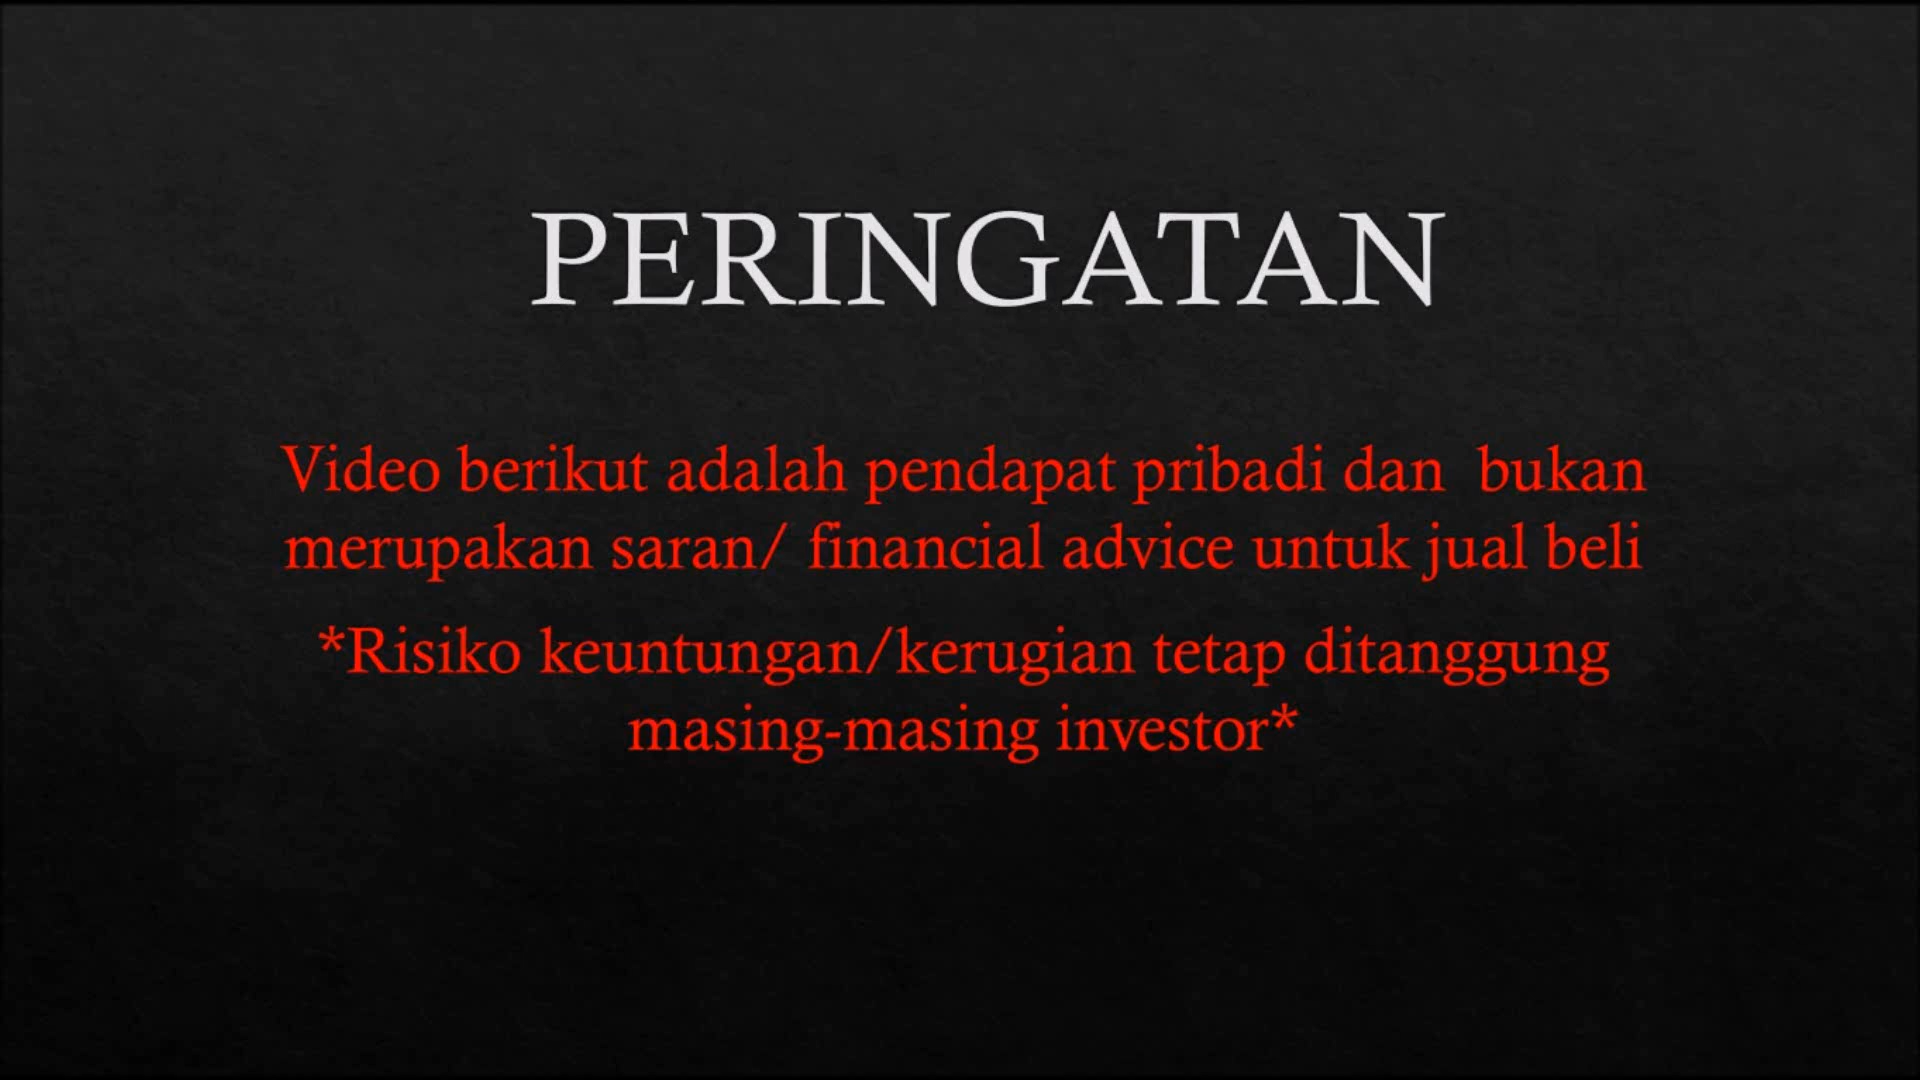 PERINGATAN
Video berikut adalah pendapat pribadi dan  bukan
merupakan saran/ financial advice untuk jual beli
*Risiko keuntungan/kerugian tetap ditanggung
masing-masing investor*